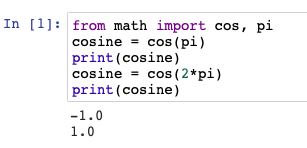 In [1]: from math import cos, pi
cosine = cos(pi)
print(cosine)
cosine = cos(2*pi)
print(cosine)
-1.0
1.0